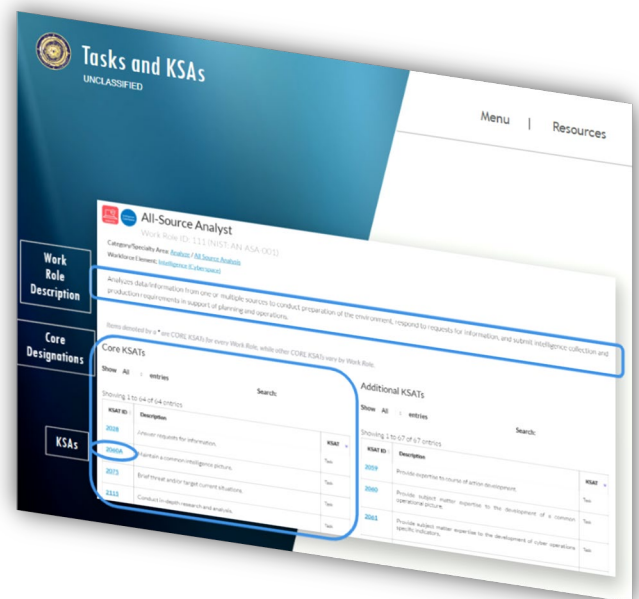 Tasks and KSAs
UNCLASSIFIED
Menu | Resources
Work
Role
Description
Core
Designations
KSAs
All-Source Analyst
Work Role ID: 111 (NIST: AN-ASA-001)
Category/Specialty Area: Analyze / All Source Analysis
Workforce Element: Intelligence (Cyberspace)
Analyzes data/information from one or multiple sources to conduct preparation of the environment, respond to requests for information, and submit intelligence collection and
production requirements in support of planning and operations.
Items denoted by a * are CORE KSATs for every Work Role, while other CORE KSATs vary by Work Role.
Core KSATs
Show All entries
Search:
Showing 1 to 64 of 64 entries
KSAT ID Description KSAT
2028 Answer requests for information. Task
2060A Maintain a common intelligence picture. Task
Brief threat and/or target current situations. Task
Conduct in-depth research and analysis. Task
Additional KSATs
Show All entries
Search:
Showing 1 to 67 of 67 entries
KSAT ID Description KSAT
2059 Provide expertise to course of action development. Task
2060 Provide subject matter expertise to the development of a common
operational picture. Task
2061 Provide subject matter expertise to the development of cyber operations
specific indicators. Task